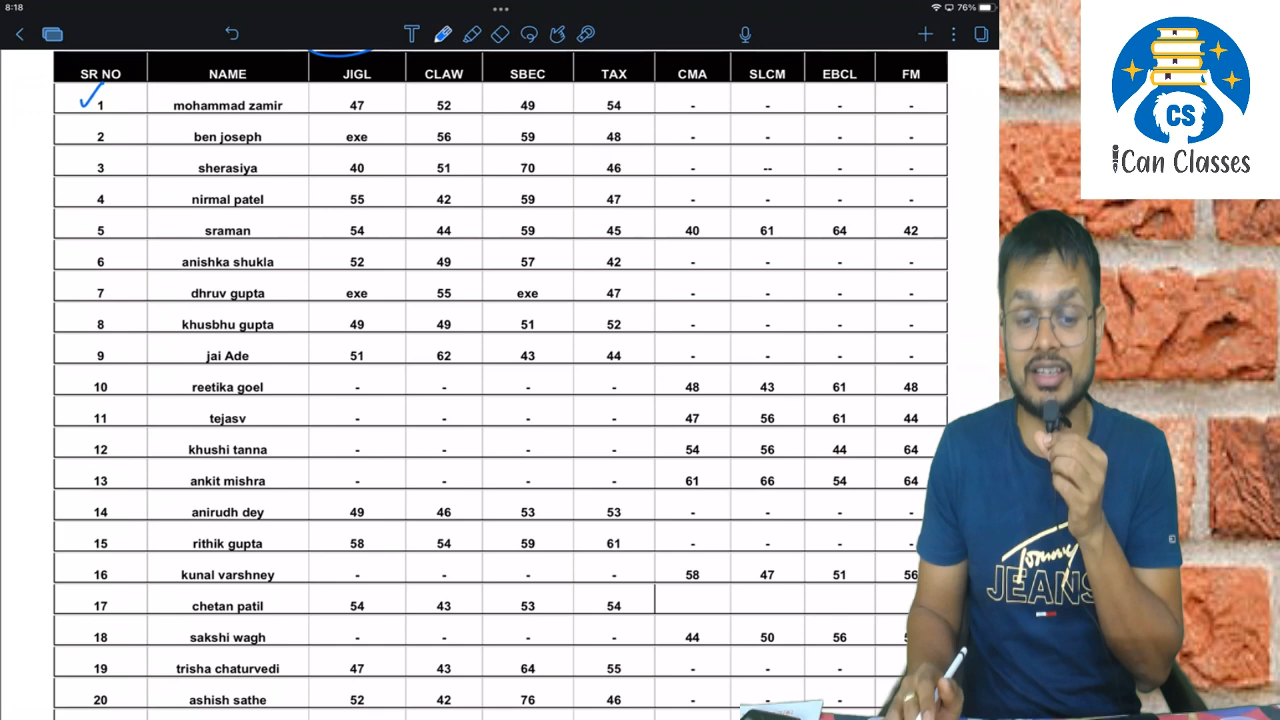 8:18 76%
SR NO NAME JIGL CLAW SBEC TAX CMA SLCM EBCL FM
1 mohammad zamir 47 52 49 54 - - - -
2 ben joseph exe 56 59 48 - - - -
3 sherasiya 40 51 70 46 - -- - -
4 nirmal patel 55 42 59 47 - - - -
5 sraman 54 44 59 45 40 61 64 42
6 anishka shukla 52 49 57 42 - - - -
7 dhruv gupta exe 55 exe 47 - - - -
8 khusbhu gupta 49 49 51 52 - - - -
9 jai Ade 51 62 43 44 - - - -
10 reetika goel - - - - 48 43 61 48
11 tejasv - - - - 47 56 61 44
12 khushi tanna - - - - 54 56 44 64
13 ankit mishra - - - - 61 66 54 64
14 anirudh dey 49 46 53 53 - - - -
15 rithik gupta 58 54 59 61 - - - -
16 kunal varshney - - - - 58 47 51 56
17 chetan patil 54 43 53 54
18 sakshi wagh - - - - 44 50 56
19 trisha chaturvedi 47 43 64 55 - - -
20 ashish sathe 52 42 76 46 - - -
CS
iCan Classes
Tommy
JEANS